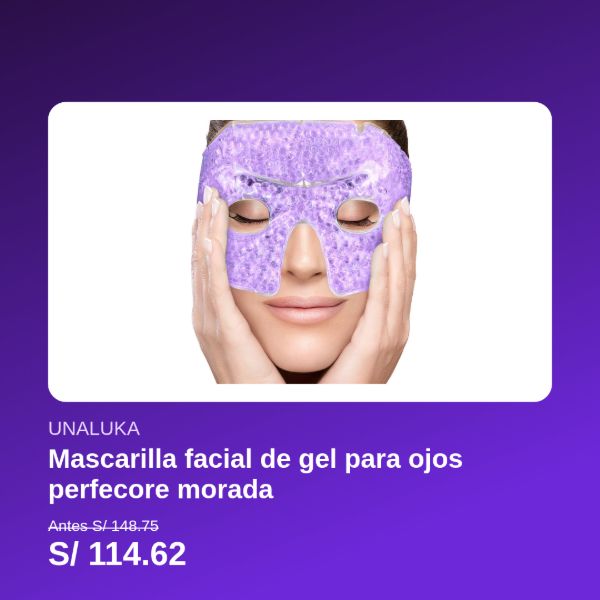 UNALUKA
Mascarilla facial de gel para ojos
perfecore morada
Antes S/ 148.75
S/ 114.62